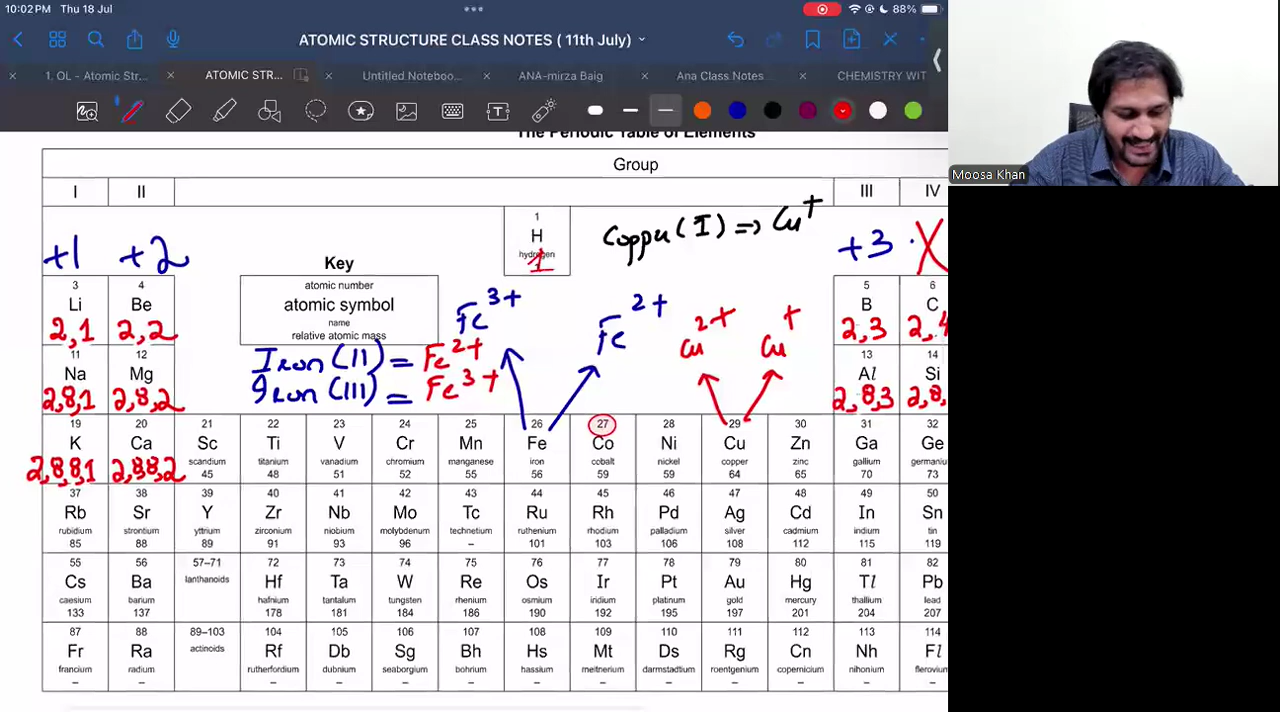 10:02 PM Thu 18 Jul
88%
ATOMIC STRUCTURE CLASS NOTES ( 11th July)
1. OL - Atomic Str...
ATOMIC STR...
Untitled Notebo...
ANA-mirza Baig
Ana Class Notes
CHEMISTRY WIT
The Periodic Table of Elements
Group
I II III IV
1
H
hydrogen
1
Copper (I) => Cu+
+1 +2 +3 X
Key
atomic number
atomic symbol
name
relative atomic mass
3 4 5 6
Li Be B C
2,1 2,2 2,3 2,4
Fe3+ Fe2+ Cu2+ Cu+
Iron (II) = Fe2+
Iron (III) = Fe3+
11 12 13 14
Na Mg Al Si
2,8,1 2,8,2 2,8,3 2,8,
19 20 21 22 23 24 25 26 27 28 29 30 31 32
K Ca Sc Ti V Cr Mn Fe Co Ni Cu Zn Ga Ge
scandium titanium vanadium chromium manganese iron cobalt nickel copper zinc gallium germaniu
2,8,8,1 2,8,8,2 45 48 51 52 55 56 59 59 64 65 70 73
37 38 39 40 41 42 43 44 45 46 47 48 49 50
Rb Sr Y Zr Nb Mo Tc Ru Rh Pd Ag Cd In Sn
rubidium strontium yttrium zirconium niobium molybdenum technetium ruthenium rhodium palladium silver cadmium indium tin
85 88 89 91 93 96 – 101 103 106 108 112 115 119
55 56 57–71 72 73 74 75 76 77 78 79 80 81 82
Cs Ba lanthanoids Hf Ta W Re Os Ir Pt Au Hg Tl Pb
caesium barium hafnium tantalum tungsten rhenium osmium iridium platinum gold mercury thallium lead
133 137 178 181 184 186 190 192 195 197 201 204 207
87 88 89–103 104 105 106 107 108 109 110 111 112 113 114
Fr Ra actinoids Rf Db Sg Bh Hs Mt Ds Rg Cn Nh Fl
francium radium rutherfordium dubnium seaborgium bohrium hassium meitnerium darmstadtium roentgenium copernicium nihonium flerovium
– – – – – – – – – – – – –
Moosa Khan